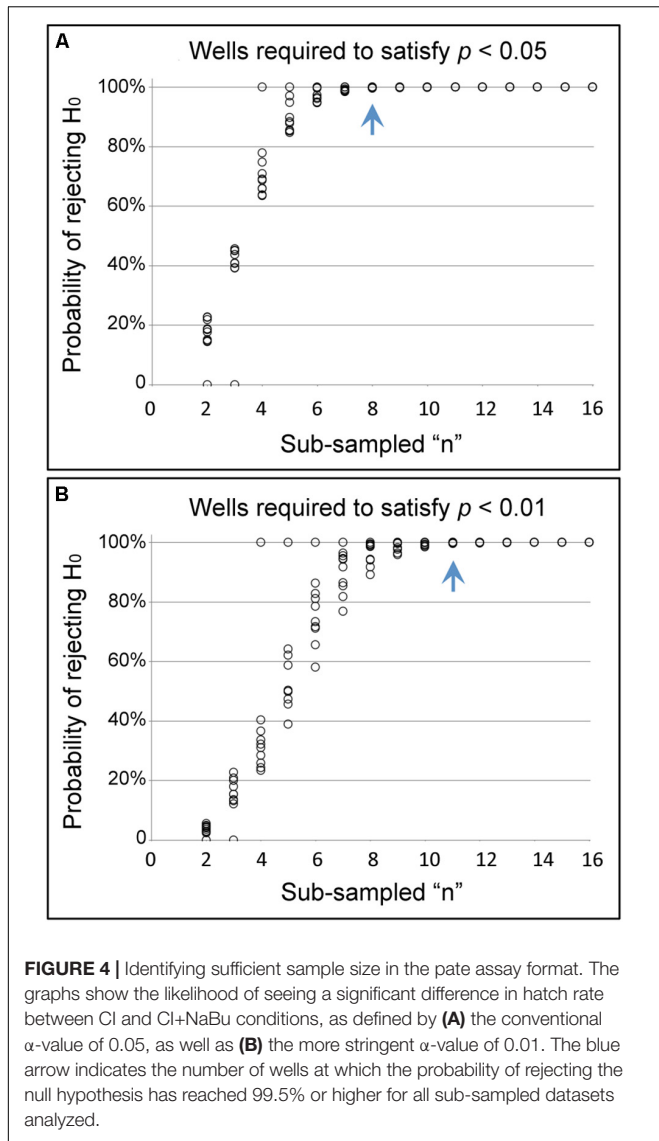 A
Wells required to satisfy p < 0.05
100%
80%
60%
40%
20%
0
Probability of rejecting H0
0 2 4 6 8 10 12 14 16
Sub-sampled “n”
B
Wells required to satisfy p < 0.01
100%
80%
60%
40%
20%
0
Probability of rejecting H0
0 2 4 6 8 10 12 14 16
Sub-sampled “n”
FIGURE 4 | Identifying sufficient sample size in the pate assay format. The
graphs show the likelihood of seeing a significant difference in hatch rate
between CI and CI+NaBu conditions, as defined by (A) the conventional
α-value of 0.05, as well as (B) the more stringent α-value of 0.01. The blue
arrow indicates the number of wells at which the probability of rejecting the
null hypothesis has reached 99.5% or higher for all sub-sampled datasets
analyzed.